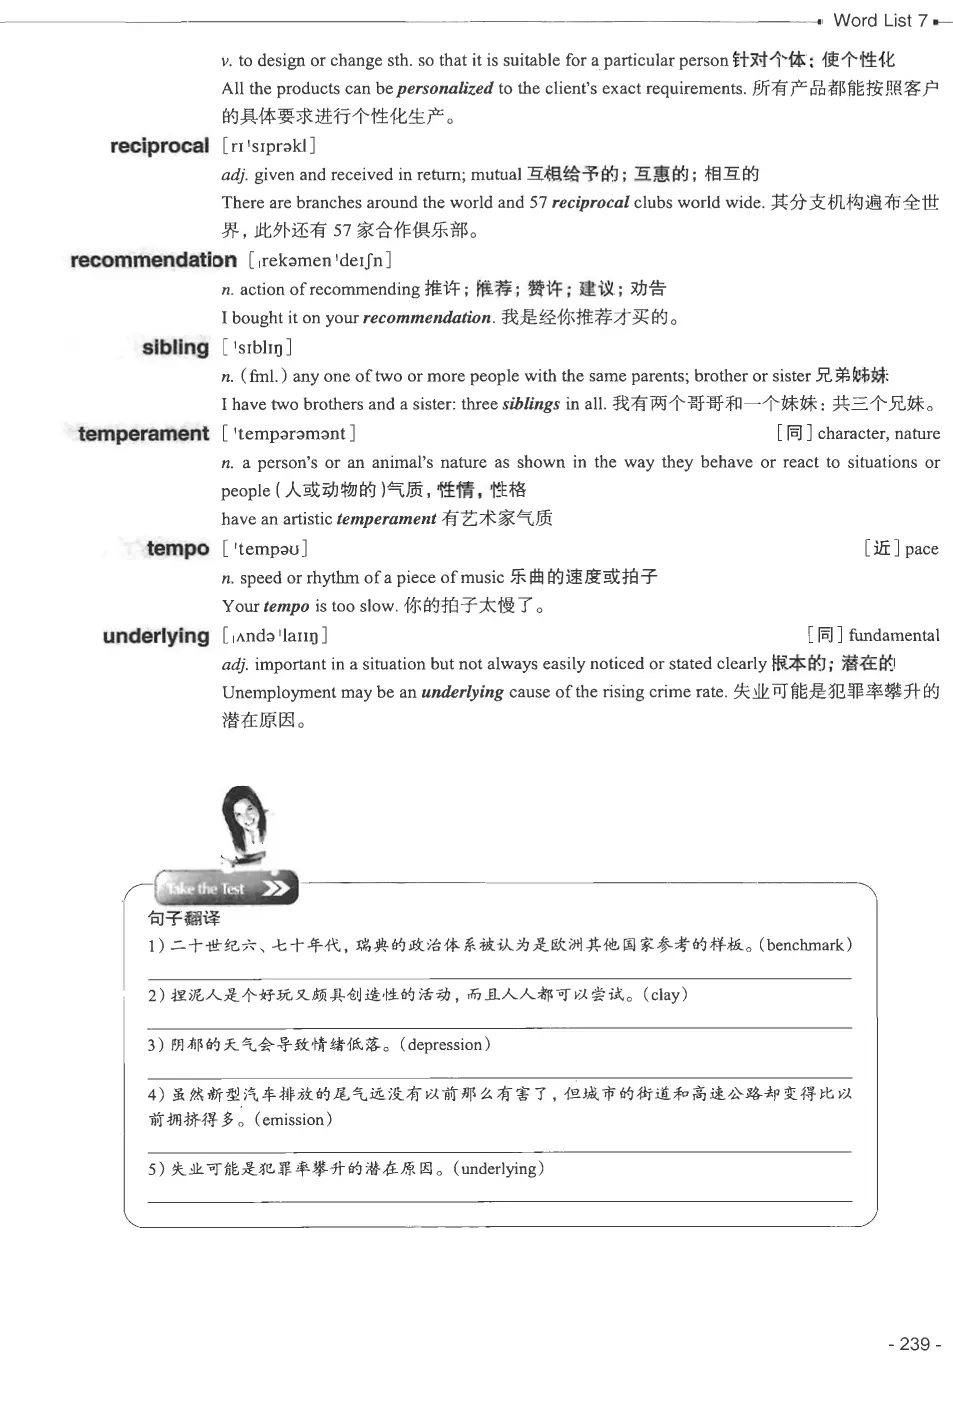 Word List 7
v. to design or change sth. so that it is suitable for a particular person 针对个体；使个性化
All the products can be personalized to the client's exact requirements. 所有产品都能按照客户
的具体要求进行个性化生产。
reciprocal [rɪˈsɪprəkl]
adj. given and received in return; mutual 互相给予的；互惠的；相互的
There are branches around the world and 57 reciprocal clubs world wide. 其分支机构遍布全世
界，此外还有 57 家合作俱乐部。
recommendation [ˌrekəmenˈdeɪʃn]
n. action of recommending 推许；推荐；赞许；建议；劝告
I bought it on your recommendation. 我是经你推荐才买的。
sibling [ˈsɪblɪŋ]
n. (fml.) any one of two or more people with the same parents; brother or sister 兄弟姊妹
I have two brothers and a sister: three siblings in all. 我有两个哥哥和一个妹妹：共三个兄妹。
temperament [ˈtempərəmənt] [同] character, nature
n. a person's or an animal's nature as shown in the way they behave or react to situations or
people (人或动物的)气质，性情，性格
have an artistic temperament 有艺术家气质
tempo [ˈtempəʊ] [近] pace
n. speed or rhythm of a piece of music 乐曲的速度或拍子
Your tempo is too slow. 你的拍子太慢了。
underlying [ˌʌndəˈlaɪɪŋ] [同] fundamental
adj. important in a situation but not always easily noticed or stated clearly 根本的；潜在的
Unemployment may be an underlying cause of the rising crime rate. 失业可能是犯罪率攀升的
潜在原因。
Take the Test
句子翻译
1) 二十世纪六、七十年代，瑞典的政治体系被认为是欧洲其他国家参考的样板。(benchmark)
2) 捏泥人是个好玩又颇具创造性的活动，而且人人都可以尝试。(clay)
3) 阴郁的天气会导致情绪低落。(depression)
4) 虽然新型汽车排放的尾气远没有以前那么有害了，但城市的街道和高速公路却变得比以
前拥挤得多。(emission)
5) 失业可能是犯罪率攀升的潜在原因。(underlying)
- 239 -